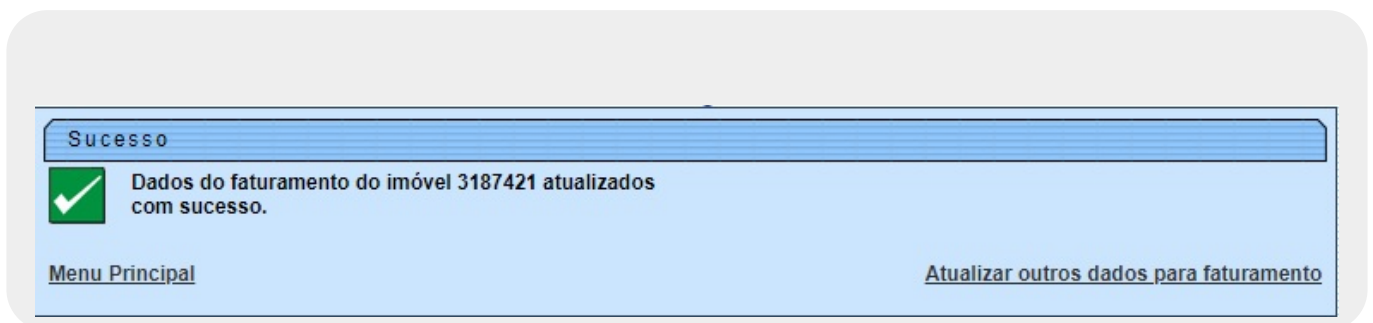 Sucesso
Dados do faturamento do imóvel 3187421 atualizados
com sucesso.
Menu Principal
Atualizar outros dados para faturamento